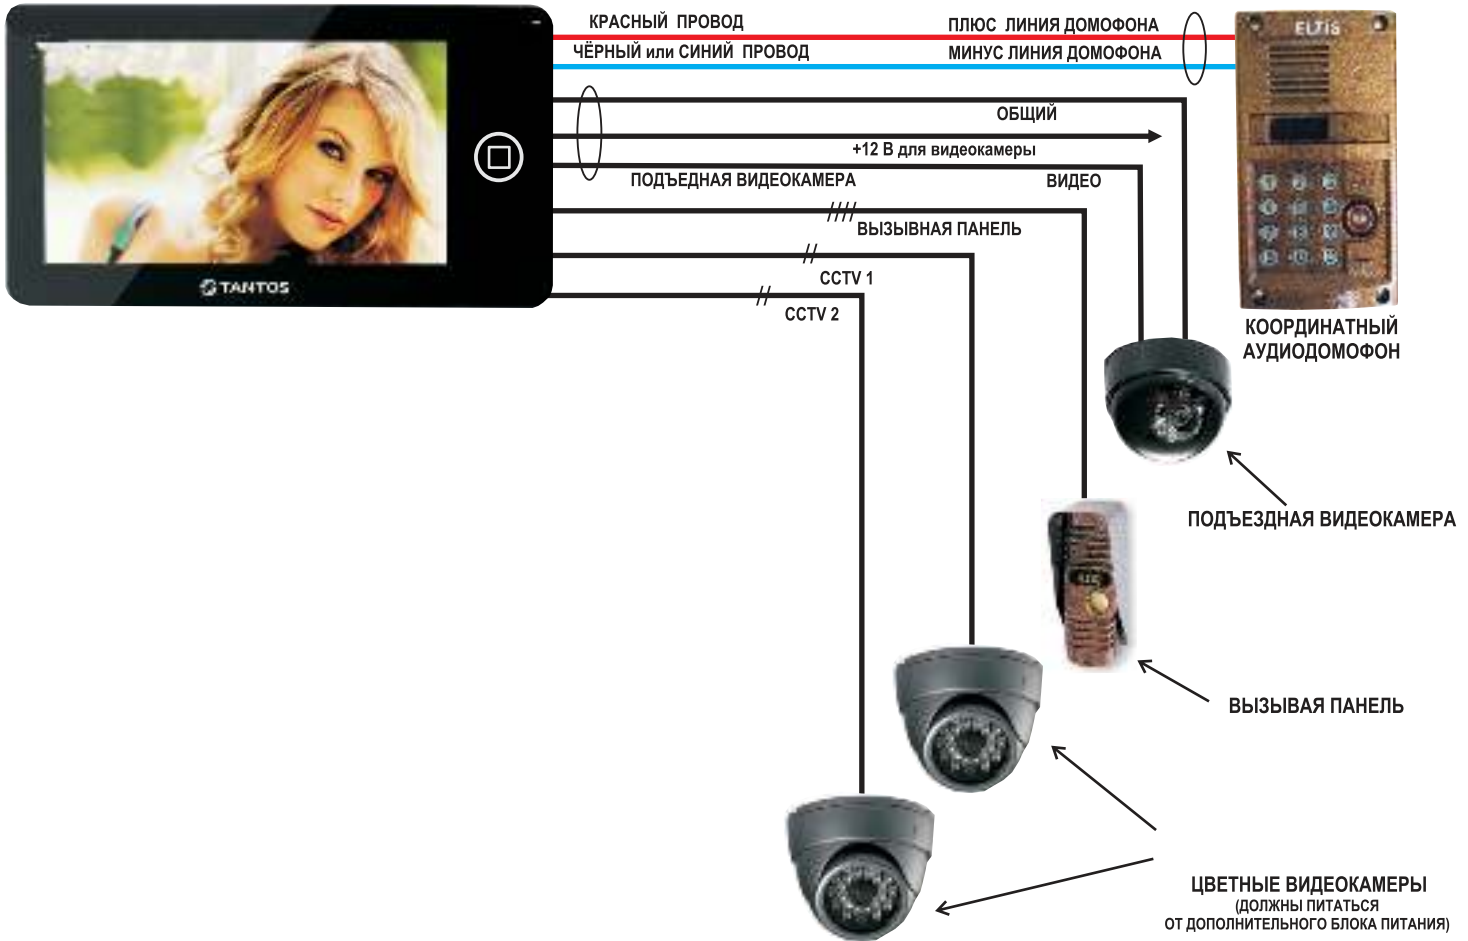 КРАСНЫЙ ПРОВОД
ПЛЮС ЛИНИЯ ДОМОФОНА
ЧЁРНЫЙ или СИНИЙ ПРОВОД
МИНУС ЛИНИЯ ДОМОФОНА
ELTIS
ОБЩИЙ
+12 В для видеокамеры
ПОДЪЕДНАЯ ВИДЕОКАМЕРА
ВИДЕО
ВЫЗЫВНАЯ ПАНЕЛЬ
TANTOS
CCTV 1
CCTV 2
КООРДИНАТНЫЙ
АУДИОДОМОФОН
ПОДЪЕЗДНАЯ ВИДЕОКАМЕРА
ВЫЗЫВАЯ ПАНЕЛЬ
ЦВЕТНЫЕ ВИДЕОКАМЕРЫ
(ДОЛЖНЫ ПИТАТЬСЯ
ОТ ДОПОЛНИТЕЛЬНОГО БЛОКА ПИТАНИЯ)